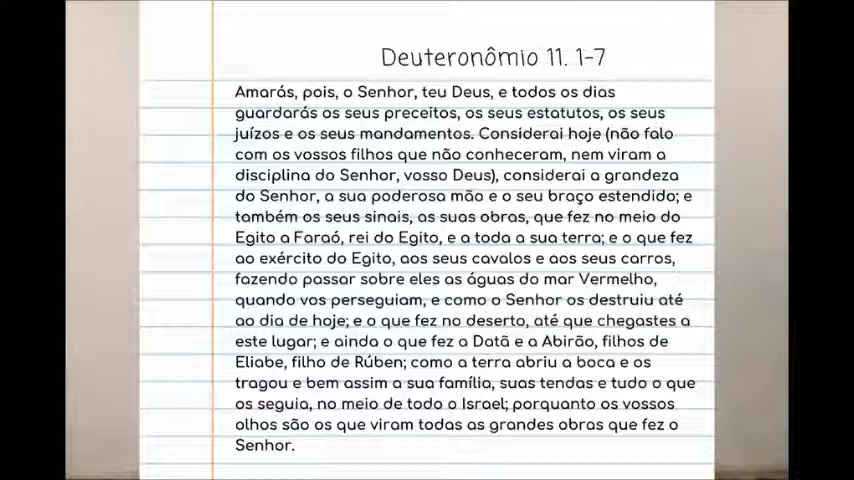 Deuteronômio 11. 1-7
Amarás, pois, o Senhor, teu Deus, e todos os dias
guardarás os seus preceitos, os seus estatutos, os seus
juízos e os seus mandamentos. Considerai hoje (não falo
com os vossos filhos que não conheceram, nem viram a
disciplina do Senhor, vosso Deus), considerai a grandeza
do Senhor, a sua poderosa mão e o seu braço estendido; e
também os seus sinais, as suas obras, que fez no meio do
Egito a Faraó, rei do Egito, e a toda a sua terra; e o que fez
ao exército do Egito, aos seus cavalos e aos seus carros,
fazendo passar sobre eles as águas do mar Vermelho,
quando vos perseguiam, e como o Senhor os destruiu até
ao dia de hoje; e o que fez no deserto, até que chegastes a
este lugar; e ainda o que fez a Datã e a Abirão, filhos de
Eliabe, filho de Rúben; como a terra abriu a boca e os
tragou e bem assim a sua família, suas tendas e tudo o que
os seguia, no meio de todo o Israel; porquanto os vossos
olhos são os que viram todas as grandes obras que fez o
Senhor.